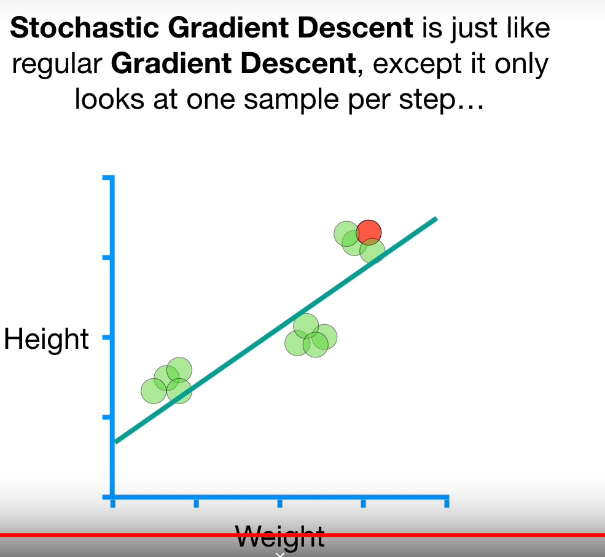 Stochastic Gradient Descent is just like
regular Gradient Descent, except it only
looks at one sample per step…
Height
Weight